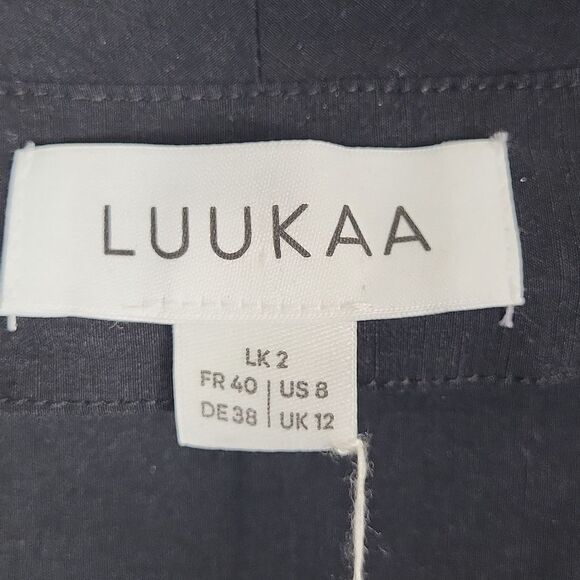 LUUKAA
LK 2
FR 40 | US 8
DE 38 | UK 12